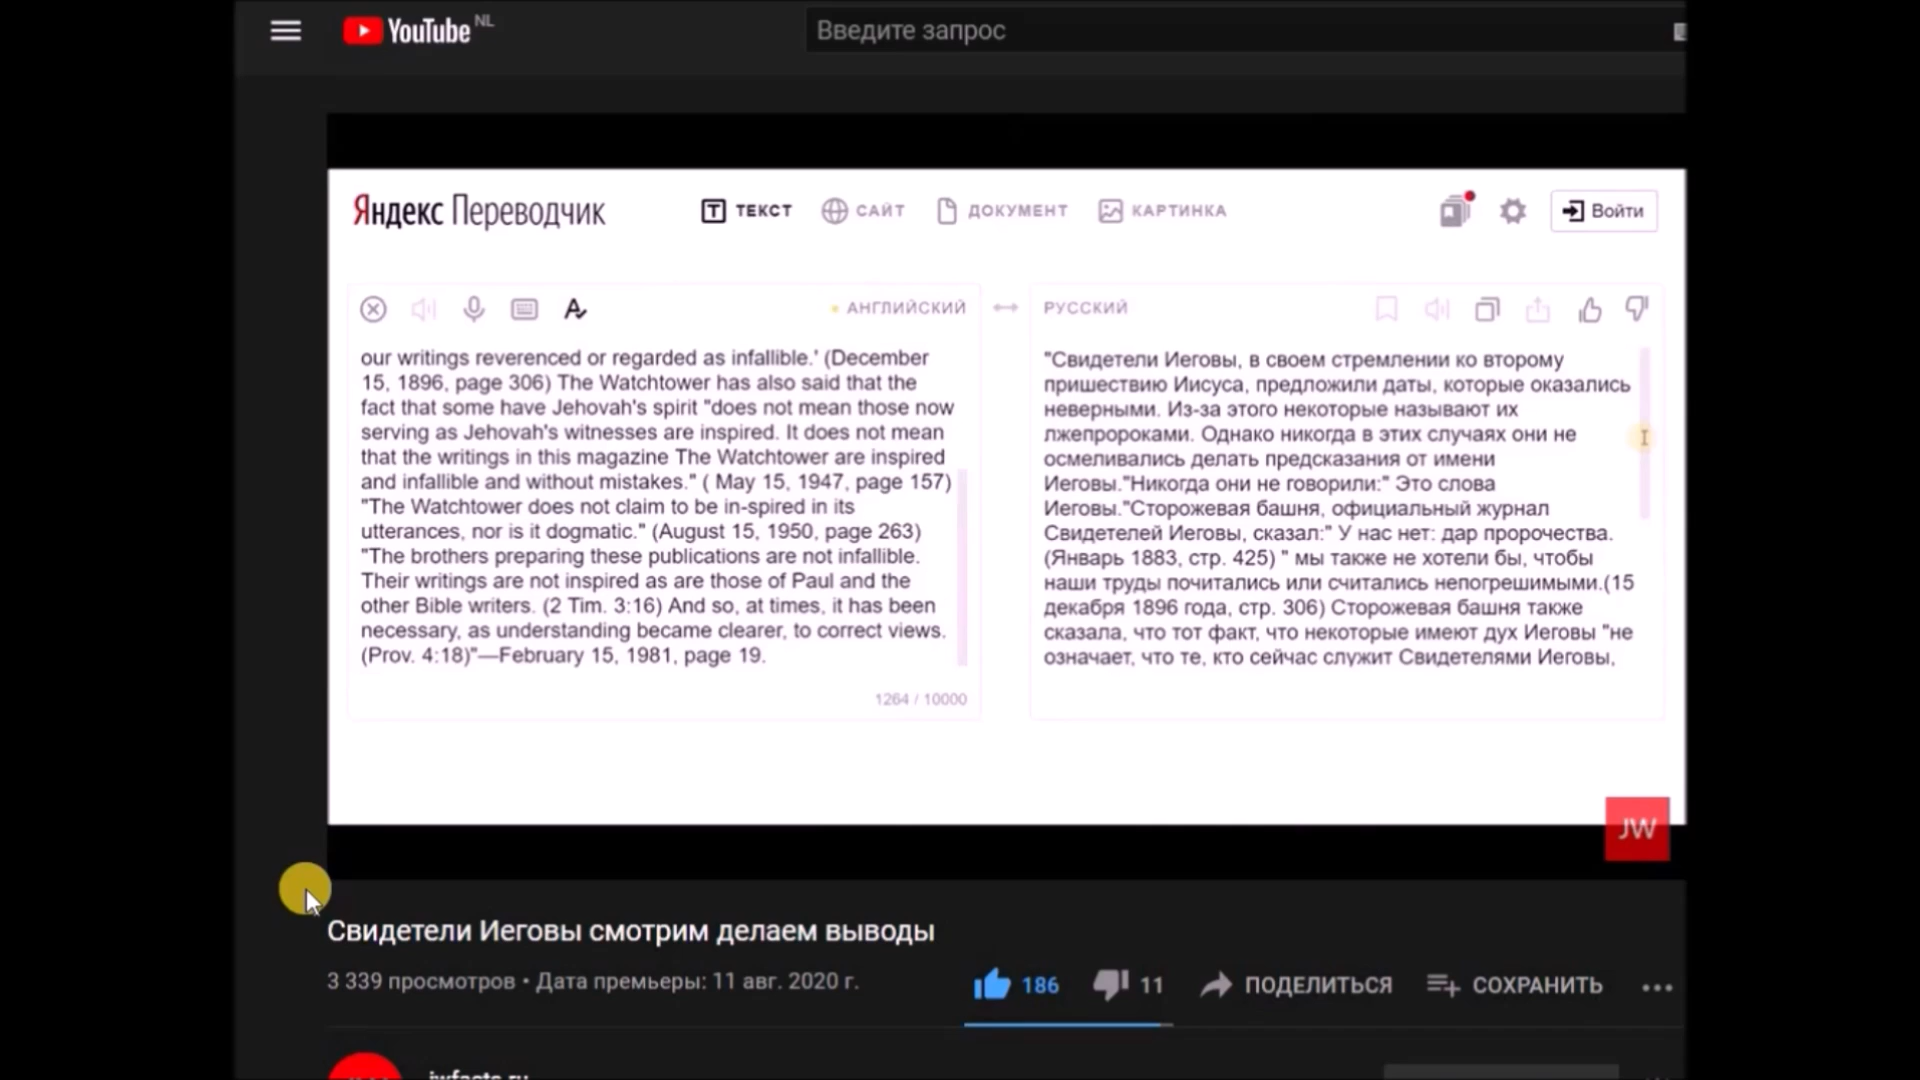 YouTube NL
Введите запрос
Яндекс Переводчик
ТЕКСТ
САЙТ
ДОКУМЕНТ
КАРТИНКА
Войти
АНГЛИЙСКИЙ
РУССКИЙ
our writings reverenced or regarded as infallible.' (December
15, 1896, page 306) The Watchtower has also said that the
fact that some have Jehovah's spirit "does not mean those now
serving as Jehovah's witnesses are inspired. It does not mean
that the writings in this magazine The Watchtower are inspired
and infallible and without mistakes." ( May 15, 1947, page 157)
"The Watchtower does not claim to be in-spired in its
utterances, nor is it dogmatic." (August 15, 1950, page 263)
"The brothers preparing these publications are not infallible.
Their writings are not inspired as are those of Paul and the
other Bible writers. (2 Tim. 3:16) And so, at times, it has been
necessary, as understanding became clearer, to correct views.
(Prov. 4:18)"—February 15, 1981, page 19.
1264 / 10000
"Свидетели Иеговы, в своем стремлении ко второму
пришествию Иисуса, предложили даты, которые оказались
неверными. Из-за этого некоторые называют их
лжепророками. Однако никогда в этих случаях они не
осмеливались делать предсказания от имени
Иеговы."Никогда они не говорили:" Это слова
Иеговы."Сторожевая башня, официальный журнал
Свидетелей Иеговы, сказал:" У нас нет: дар пророчества.
(Январь 1883, стр. 425) " мы также не хотели бы, чтобы
наши труды почитались или считались непогрешимыми.(15
декабря 1896 года, стр. 306) Сторожевая башня также
сказала, что тот факт, что некоторые имеют дух Иеговы "не
означает, что те, кто сейчас служит Свидетелями Иеговы,
JW
Свидетели Иеговы смотрим делаем выводы
3 339 просмотров • Дата премьеры: 11 авг. 2020 г.
186
11
ПОДЕЛИТЬСЯ
СОХРАНИТЬ